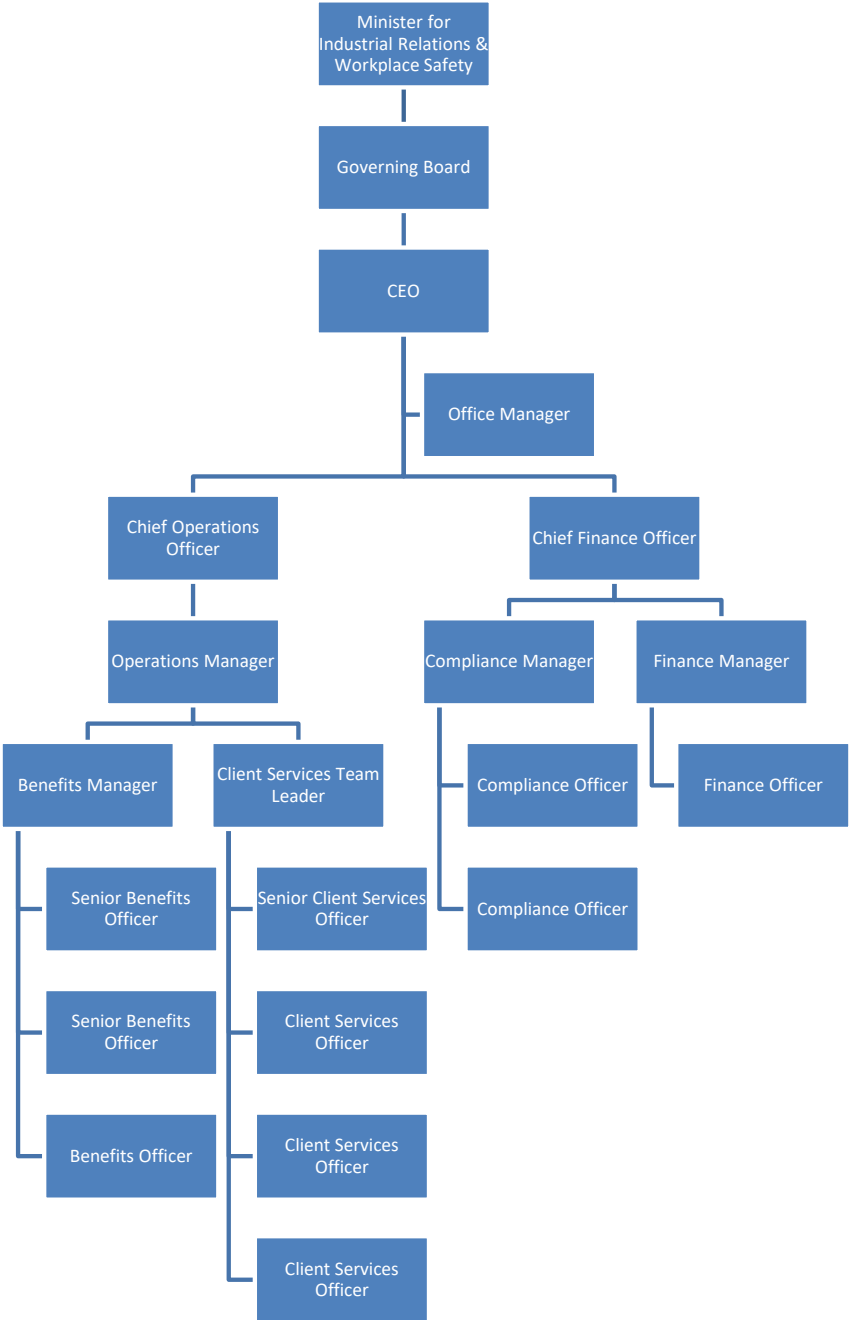 Minister for
Industrial Relations &
Workplace Safety
Governing Board
CEO
Office Manager
Chief Operations
Officer
Chief Finance Officer
Operations Manager
Compliance Manager
Finance Manager
Benefits Manager
Client Services Team
Leader
Compliance Officer
Finance Officer
Senior Benefits
Officer
Senior Client Services
Officer
Compliance Officer
Senior Benefits
Officer
Client Services
Officer
Benefits Officer
Client Services
Officer
Client Services
Officer